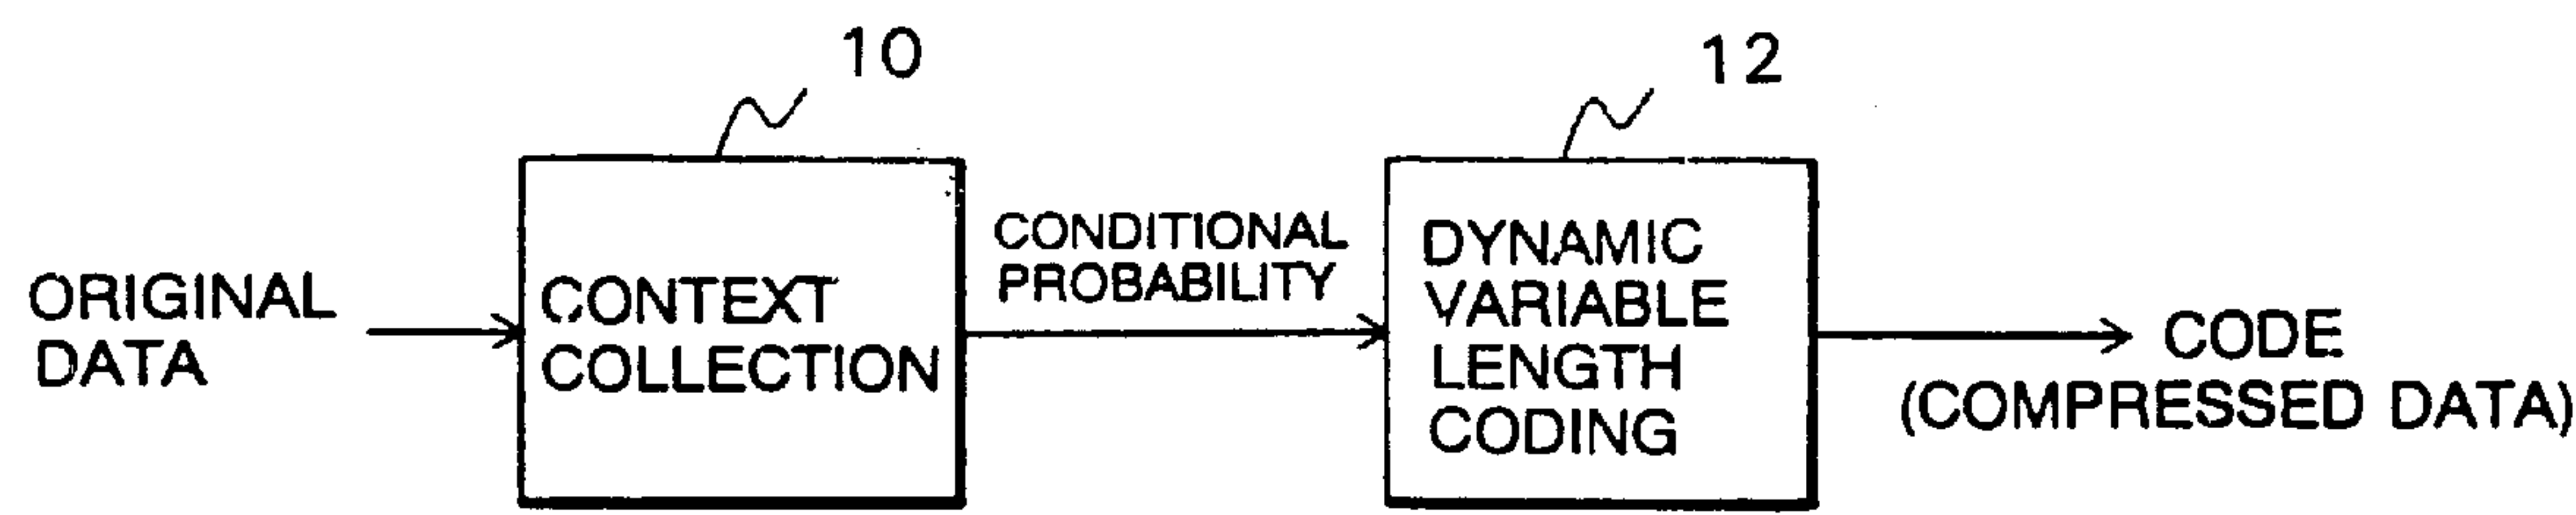 10
12
ORIGINAL
DATA
CONTEXT
COLLECTION
CONDITIONAL
PROBABILITY
DYNAMIC
VARIABLE
LENGTH
CODING
CODE
(COMPRESSED DATA)